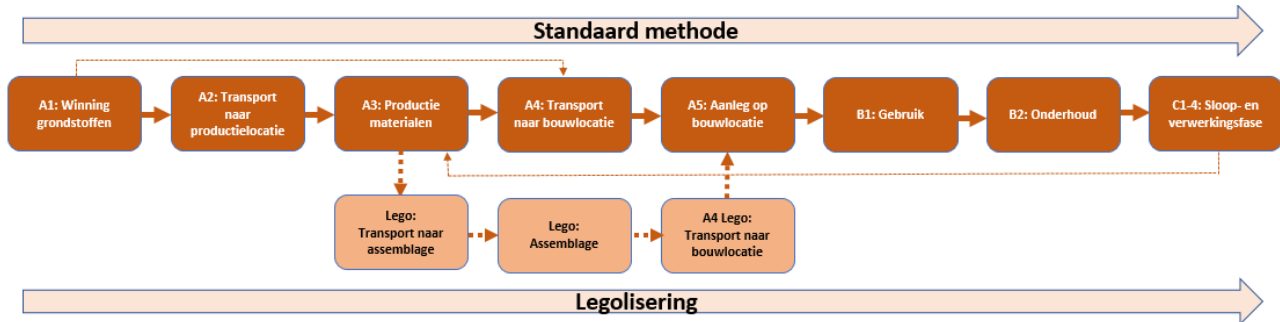 Standaard methode
A1: Winning
grondstoffen
A2: Transport
naar
productielocatie
A3: Productie
materialen
A4: Transport
naar bouwlocatie
A5: Aanleg op
bouwlocatie
B1: Gebruik
B2: Onderhoud
C1-4: Sloop- en
verwerkingsfase
Lego:
Transport naar
assemblage
Lego:
Assemblage
A4 Lego:
Transport naar
bouwlocatie
Legolisering